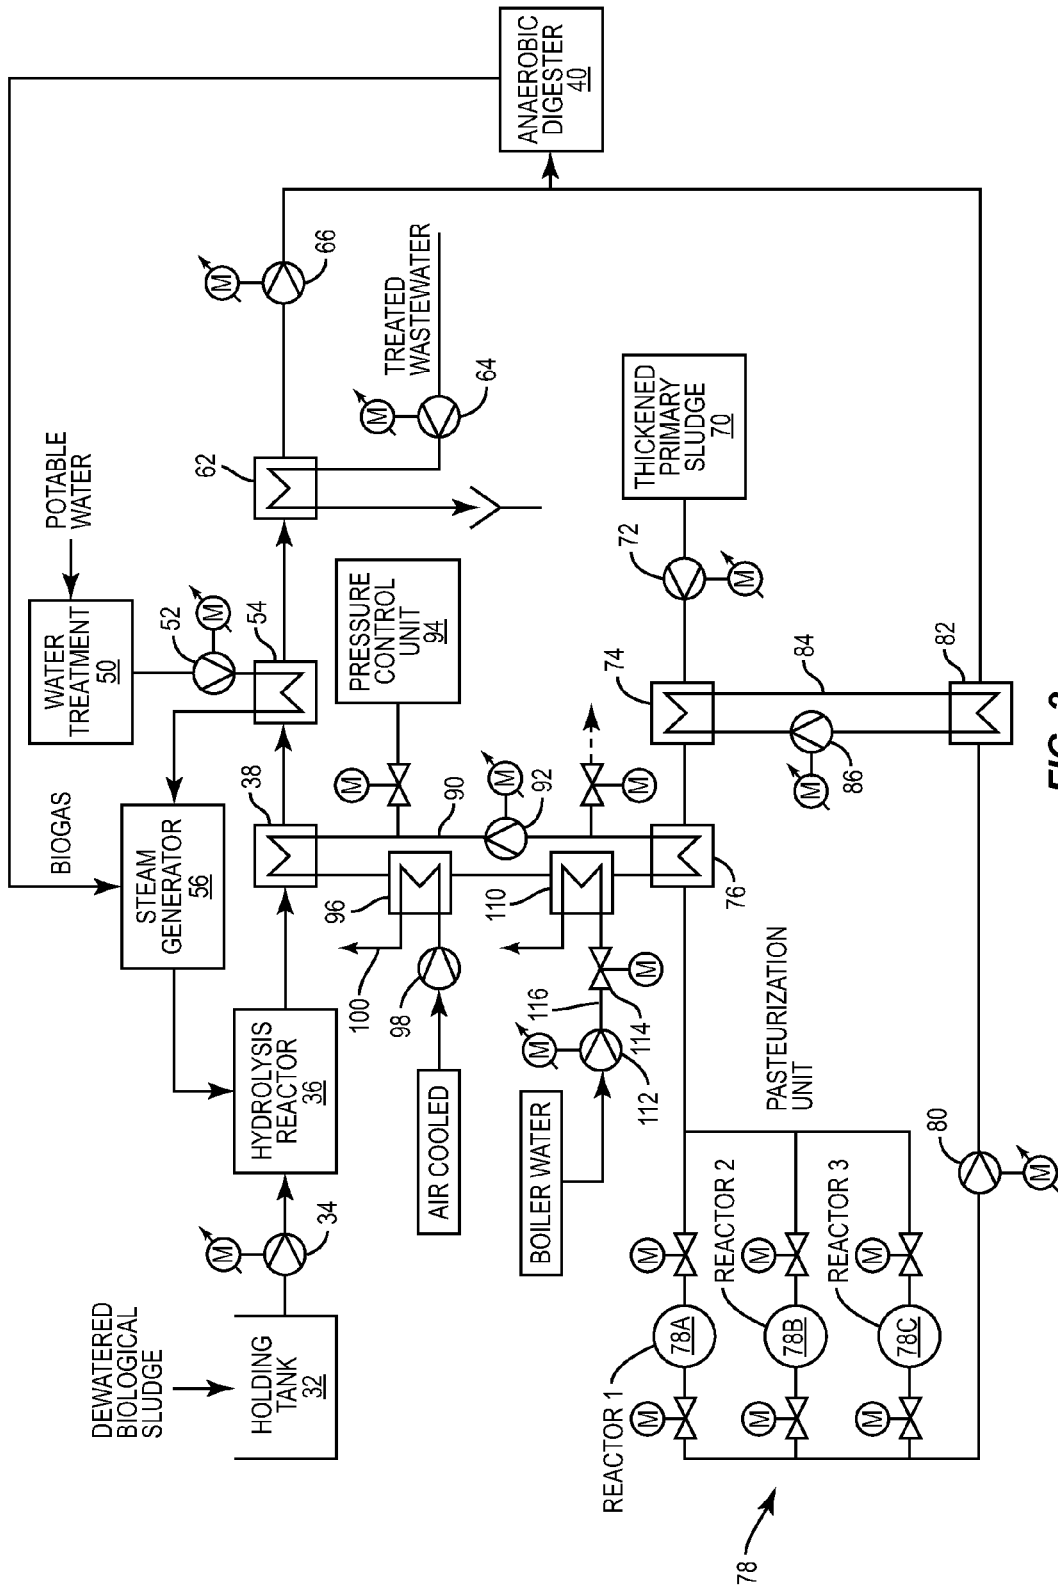 BIOGAS
POTABLE
WATER
WATER
TREATMENT
50
DEWATERED
BIOLOGICAL
SLUDGE
STEAM
GENERATOR
56
52
M
HOLDING
TANK
32
M
34
HYDROLYSIS
REACTOR
36
38
54
62
M
66
ANAEROBIC
DIGESTER
40
PRESSURE
CONTROL
UNIT
94
M
M
TREATED
WASTEWATER
64
100
96
98
AIR COOLED
90
M
92
110
M
116
BOILER WATER
112
114
M
M
THICKENED
PRIMARY
SLUDGE
70
72
M
74
76
REACTOR 1
M
78A
M
REACTOR 2
M
78B
M
REACTOR 3
M
78C
M
PASTEURIZATION
UNIT
78
84
M
86
82
80
M
FIG.